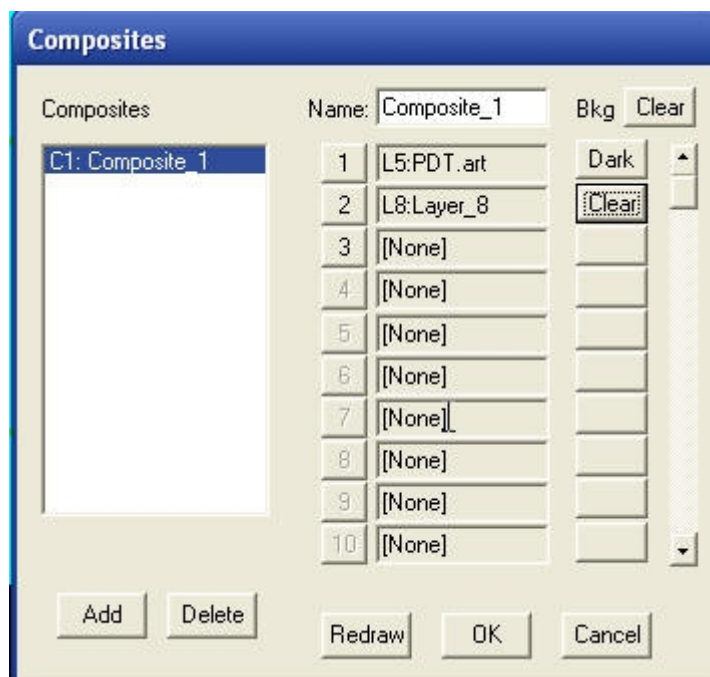 Composites
Composites Name: Composite_1 Bkg Clear
C1: Composite_1
1 L5:PDT.art Dark
2 L8:Layer_8 Clear
3 [None]
4 [None]
5 [None]
6 [None]
7 [None]
8 [None]
9 [None]
10 [None]
Add Delete Redraw OK Cancel